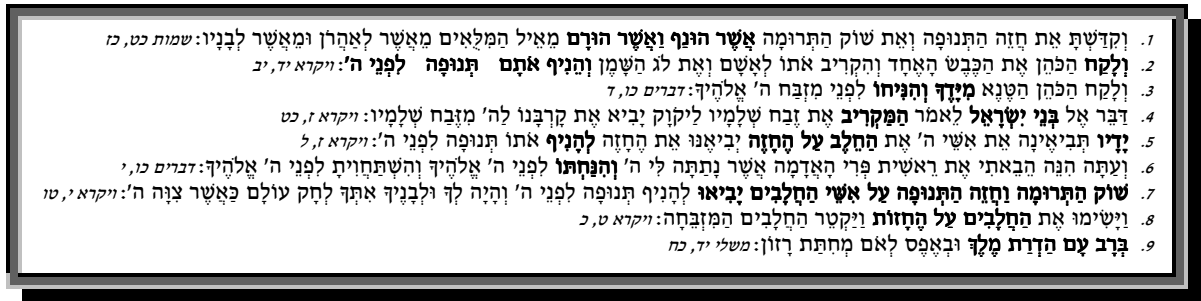 1. וְקִדַּשְׁתָּ אֵת חֲזֵה הַתְּנוּפָה וְאֵת שׁוֹק הַתְּרוּמָה אֲשֶׁר הוּנַף וַאֲשֶׁר הוּרָם מֵאֵיל הַמִּלֻּאִים מֵאֲשֶׁר לְאַהֲרֹן וּמֵאֲשֶׁר לְבָנָיו: שמות כט, כז
2. וְלָקַח הַכֹּהֵן אֶת הַכֶּבֶשׂ הָאֶחָד וְהִקְרִיב אֹתוֹ לְאָשָׁם וְאֶת לֹג הַשָּׁמֶן וְהֵנִיף אֹתָם תְּנוּפָה לִפְנֵי ה': ויקרא יד, יב
3. וְלָקַח הַכֹּהֵן הַטֶּנֶא מִיָּדֶךָ וְהִנִּיחוֹ לִפְנֵי מִזְבַּח ה' אֱלֹהֶיךָ: דברים כו, ד
4. דַּבֵּר אֶל בְּנֵי יִשְׂרָאֵל לֵאמֹר הַמַּקְרִיב אֶת זֶבַח שְׁלָמָיו לַיקֹוָק יָבִיא אֶת קָרְבָּנוֹ לַה' מִזֶּבַח שְׁלָמָיו: ויקרא ז, כט
5. יָדָיו תְּבִיאֶינָה אֵת אִשֵּׁי ה' אֶת הַחֵלֶב עַל הֶחָזֶה יְבִיאֶנּוּ אֵת הֶחָזֶה לְהָנִיף אֹתוֹ תְּנוּפָה לִפְנֵי ה': ויקרא ז, ל
6. וְעַתָּה הִנֵּה הֵבֵאתִי אֶת רֵאשִׁית פְּרִי הָאֲדָמָה אֲשֶׁר נָתַתָּה לִּי ה' וְהִנַּחְתּוֹ לִפְנֵי ה' אֱלֹהֶיךָ וְהִשְׁתַּחֲוִיתָ לִפְנֵי ה' אֱלֹהֶיךָ: דברים כו, י
7. שׁוֹק הַתְּרוּמָה וַחֲזֵה הַתְּנוּפָה עַל אִשֵּׁי הַחֲלָבִים יָבִיאוּ לְהָנִיף תְּנוּפָה לִפְנֵי ה' וְהָיָה לְךָ וּלְבָנֶיךָ אִתְּךָ לְחָק עוֹלָם כַּאֲשֶׁר צִוָּה ה': ויקרא י, טו
8. וַיָּשִׂימוּ אֶת הַחֲלָבִים עַל הֶחָזוֹת וַיַּקְטֵר הַחֲלָבִים הַמִּזְבֵּחָה: ויקרא ט, כ
9. בְּרָב עָם הַדְרַת מֶלֶךְ וּבְאֶפֶס לְאֹם מְחִתַּת רָזוֹן: משלי יד, כח